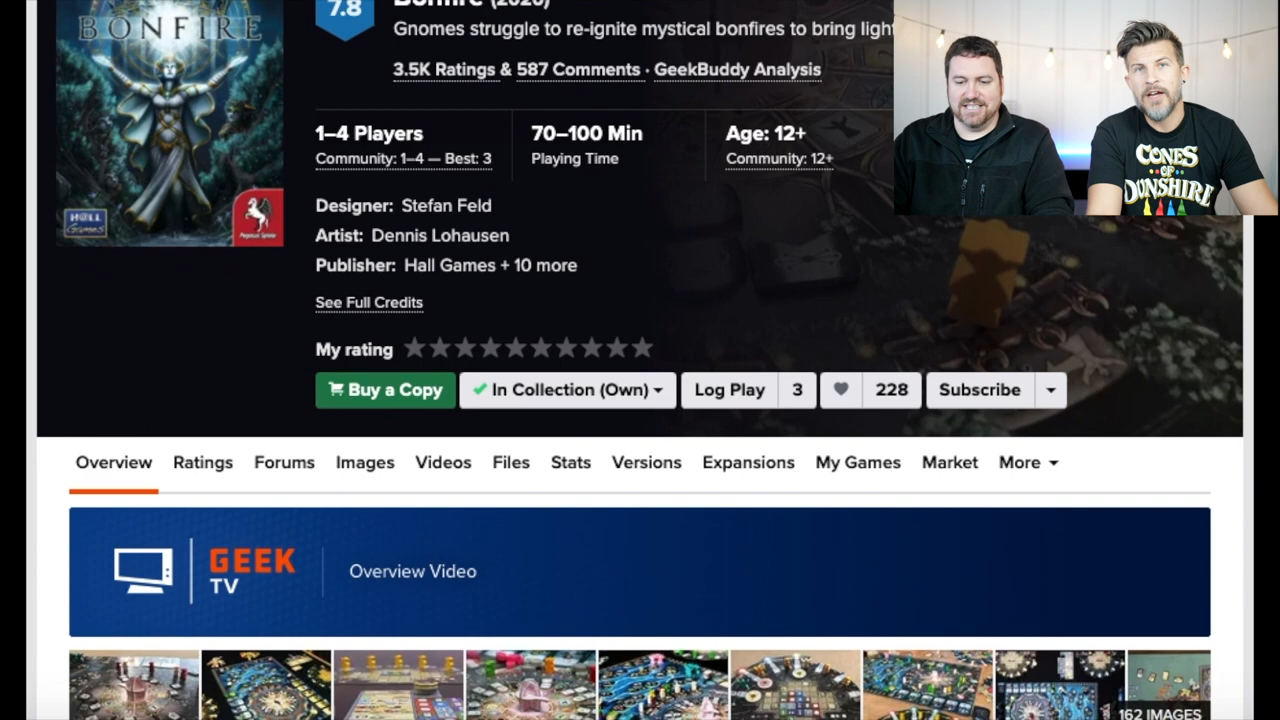 BONFIRE
HALL
Games
Pegasus Spiele
7.8
Bonfire (2020)
Gnomes struggle to re-ignite mystical bonfires to bring light
3.5K Ratings & 587 Comments · GeekBuddy Analysis
1–4 Players
Community: 1–4 — Best: 3
70–100 Min
Playing Time
Age: 12+
Community: 12+
CONES
OF
DUNSHIRE
Designer: Stefan Feld
Artist: Dennis Lohausen
Publisher: Hall Games + 10 more
See Full Credits
My rating
Buy a Copy
In Collection (Own)
Log Play
3
228
Subscribe
Overview
Ratings
Forums
Images
Videos
Files
Stats
Versions
Expansions
My Games
Market
More
GEEK
TV
Overview Video
162 IMAGES